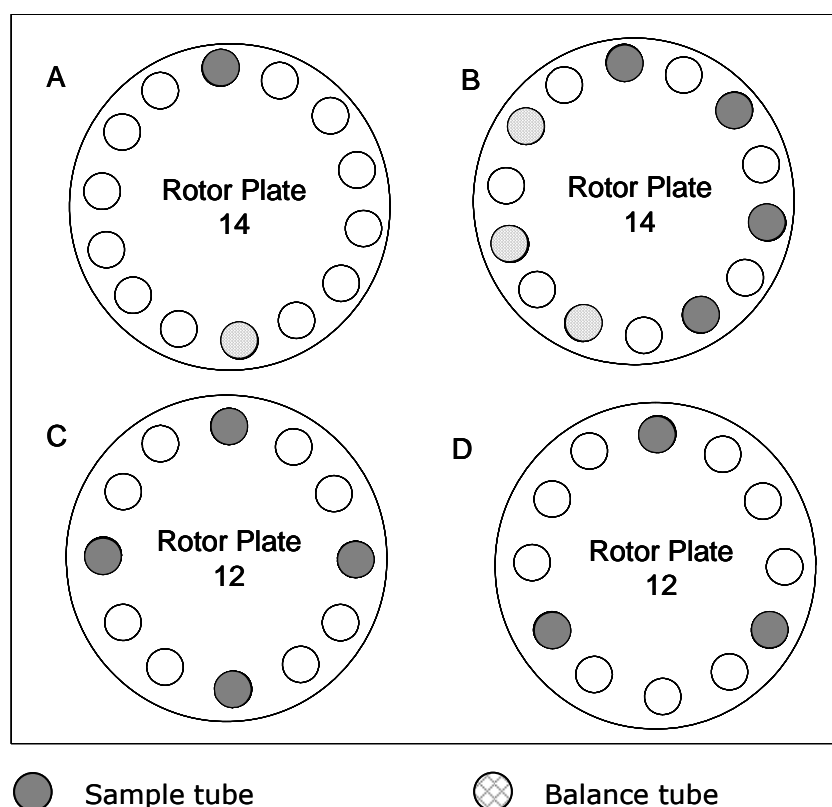 A
Rotor Plate
14
B
Rotor Plate
14
C
Rotor Plate
12
D
Rotor Plate
12
Sample tube
Balance tube